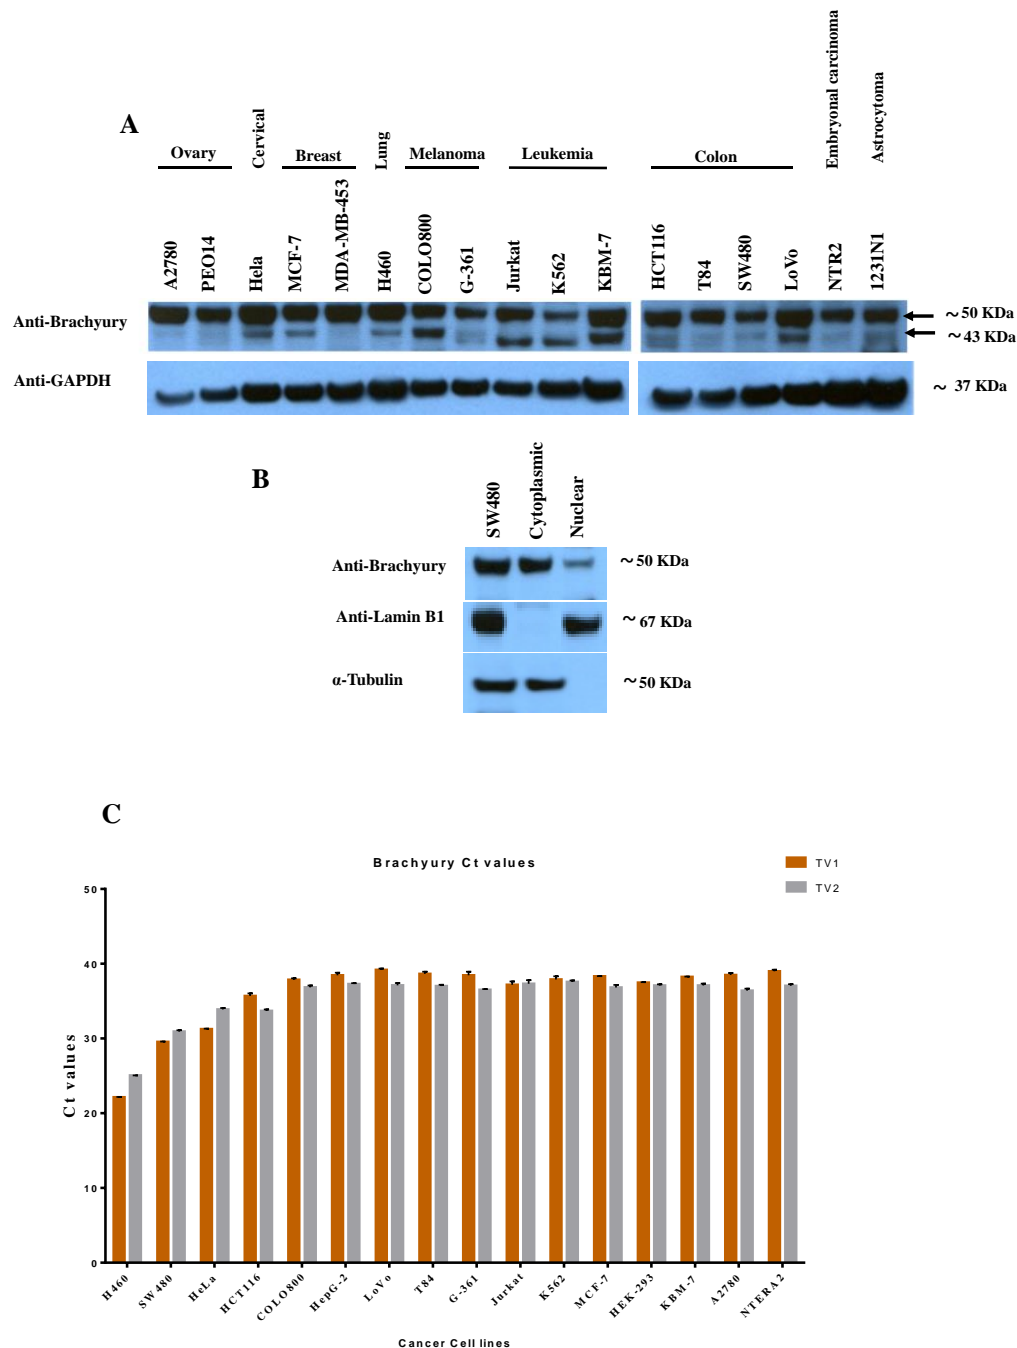 A
Ovary
Cervical
Breast
Lung
Melanoma
Leukemia
Colon
Embryonal carcinoma
Astrocytoma
A2780
PEO14
Hela
MCF-7
MDA-MB-453
H460
COLO800
G-361
Jurkat
K562
KBM-7
HCT116
T84
SW480
LoVo
NTR2
1231N1
Anti-Brachyury
~50 KDa
~43 KDa
Anti-GAPDH
~ 37 KDa
B
SW480
Cytoplasmic
Nuclear
Anti-Brachyury
~50 KDa
Anti-Lamin B1
~67 KDa
α-Tubulin
~50 KDa
C
Brachyury Ct values
TV1
TV2
Ct values
50
40
30
20
10
0
H460
SW480
HeLa
HCT116
COLO800
HepG-2
LoVo
T84
G-361
Jurkat
K562
MCF-7
HEK-293
KBM-7
A2780
NTERA2
Cancer Cell lines